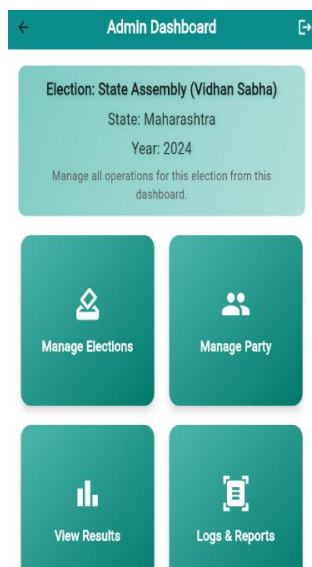 Admin Dashboard
Election: State Assembly (Vidhan Sabha)
State: Maharashtra
Year: 2024
Manage all operations for this election from this
dashboard.
Manage Elections
Manage Party
View Results
Logs & Reports